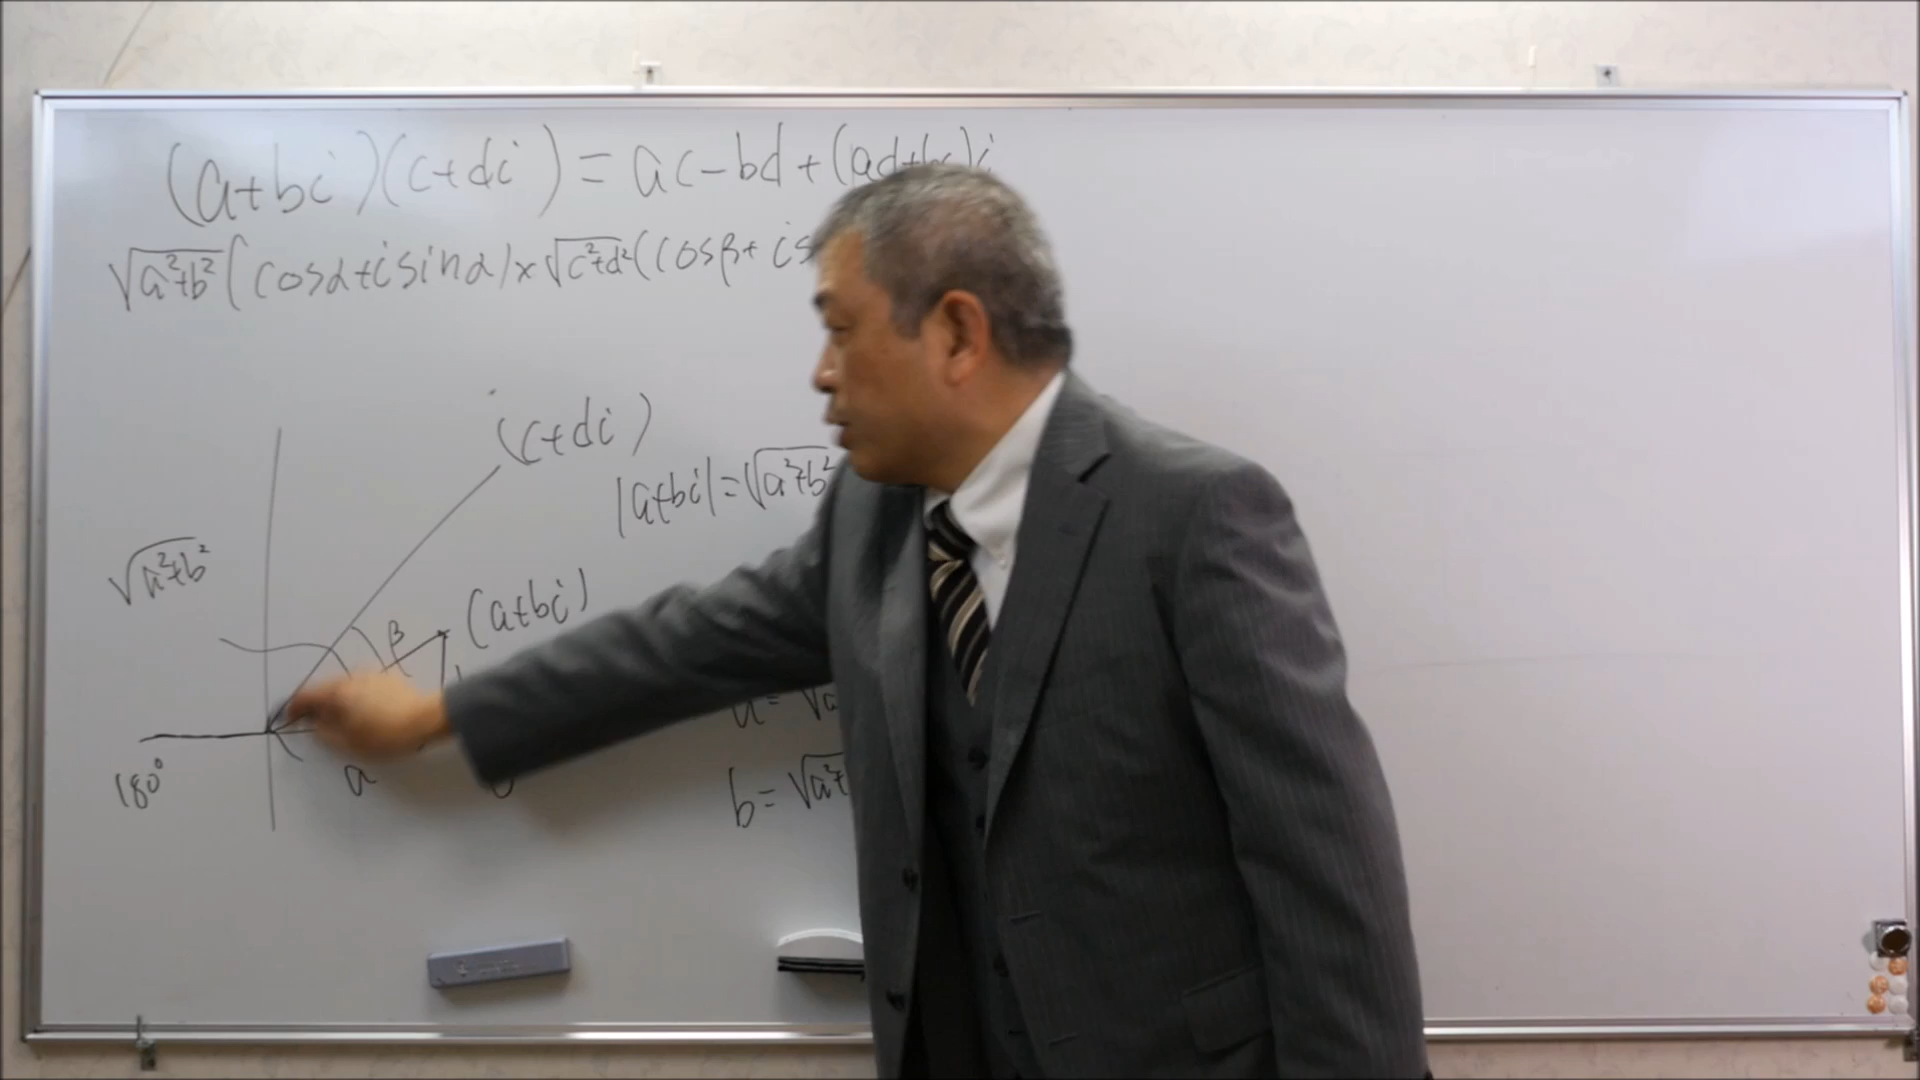 (a+bi)(c+di)=ac-bd+(ad+bc)i
√a²+b²(cosα+isinα)×√c²+d²(cosβ+is
(c+di)
|a+bi|=√a²+b²
√a²+b²
β
(a+bi)
a=√a
180°
a
b=√a²+